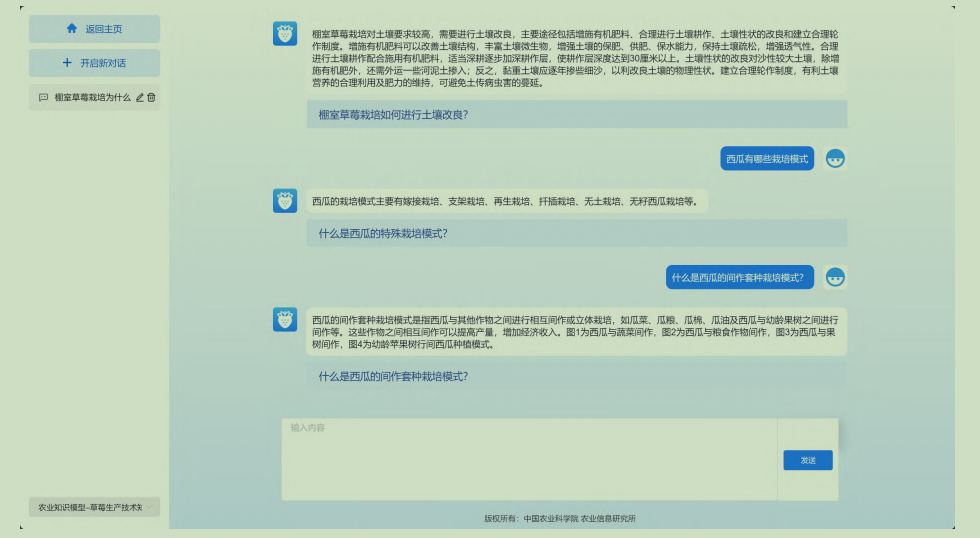 返回主页
开启新对话
棚室草莓栽培为什么
农业知识模型-草莓生产技术知
棚室草莓栽培对土壤要求较高，需要进行土壤改良，主要途径包括增施有机肥料、合理进行土壤耕作、土壤性状的改良和建立合理轮
作制度。增施有机肥料可以改善土壤结构，丰富土壤微生物，增强土壤的保肥、供肥、保水能力，保持土壤疏松，增强透气性。合理
进行土壤耕作配合施用有机肥料，适当深耕逐步加深耕作层，使耕作层深度达到30厘米以上。土壤性状的改良对沙性较大土壤，除增
施有机肥外，还需外运一些河泥土掺入；反之，黏重土壤应逐年掺些细沙，以利改良土壤的物理性状。建立合理轮作制度，有利土壤
营养的合理利用及肥力的维持，可避免土传病虫害的蔓延。
棚室草莓栽培如何进行土壤改良？
西瓜有哪些栽培模式
西瓜的栽培模式主要有嫁接栽培、支架栽培、再生栽培、扦插栽培、无土栽培、无籽西瓜栽培等。
什么是西瓜的特殊栽培模式？
什么是西瓜的间作套种栽培模式？
西瓜的间作套种栽培模式是指西瓜与其他作物之间进行相互间作或立体栽培，如瓜菜、瓜粮、瓜棉、瓜油及西瓜与幼龄果树之间进行
间作等。这些作物之间相互间作可以提高产量，增加经济收入。图1为西瓜与蔬菜间作，图2为西瓜与粮食作物间作，图3为西瓜与果
树间作，图4为幼龄苹果树行间西瓜种植模式。
什么是西瓜的间作套种栽培模式？
输入内容
发送
版权所有：中国农业科学院 农业信息研究所